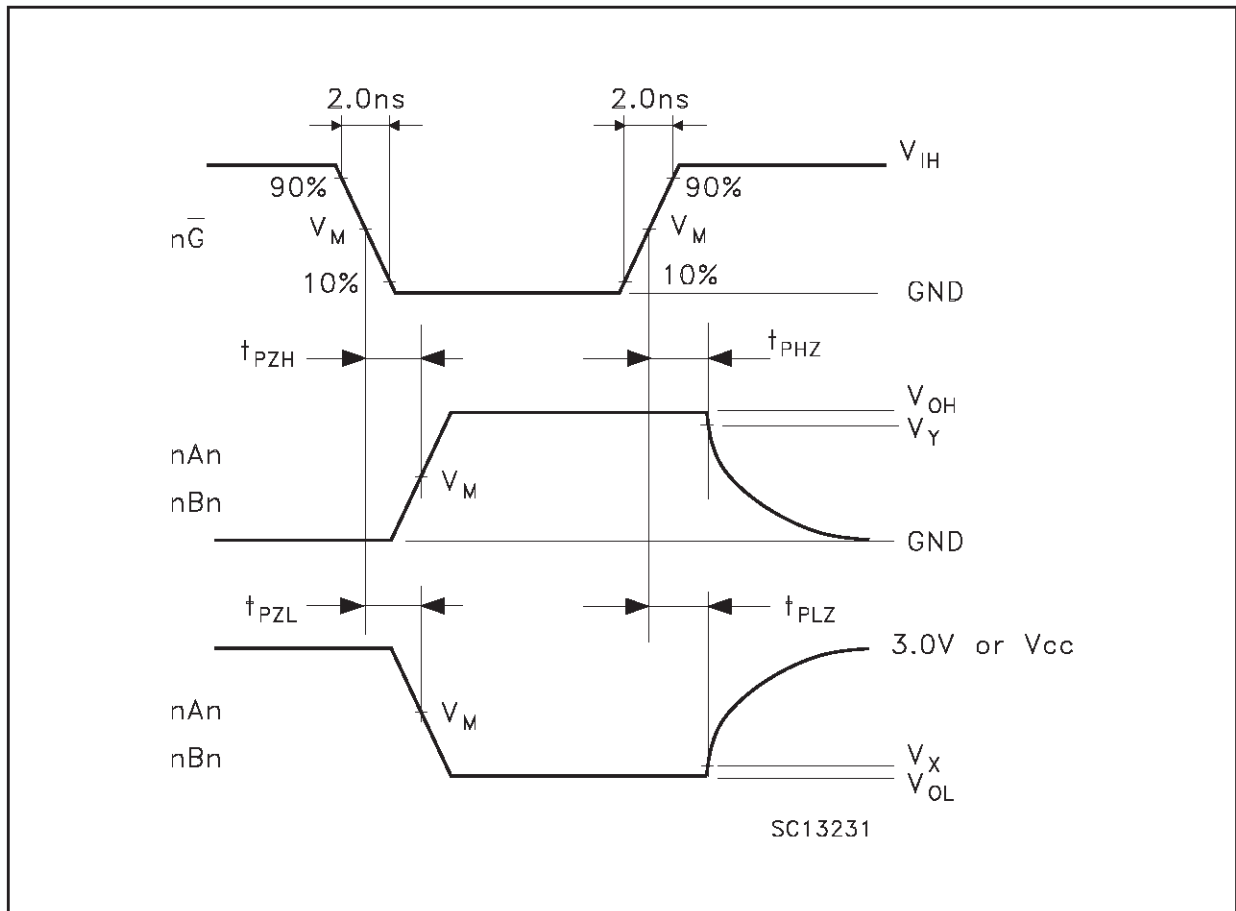 2.0ns 2.0ns
V_IH
90% 90%
nG̅ V_M V_M
10% 10%
GND
t_PZH t_PHZ
V_OH
V_Y
nAn
V_M
nBn
GND
t_PZL t_PLZ
3.0V or Vcc
nAn V_M
nBn
V_X
V_OL
SC13231